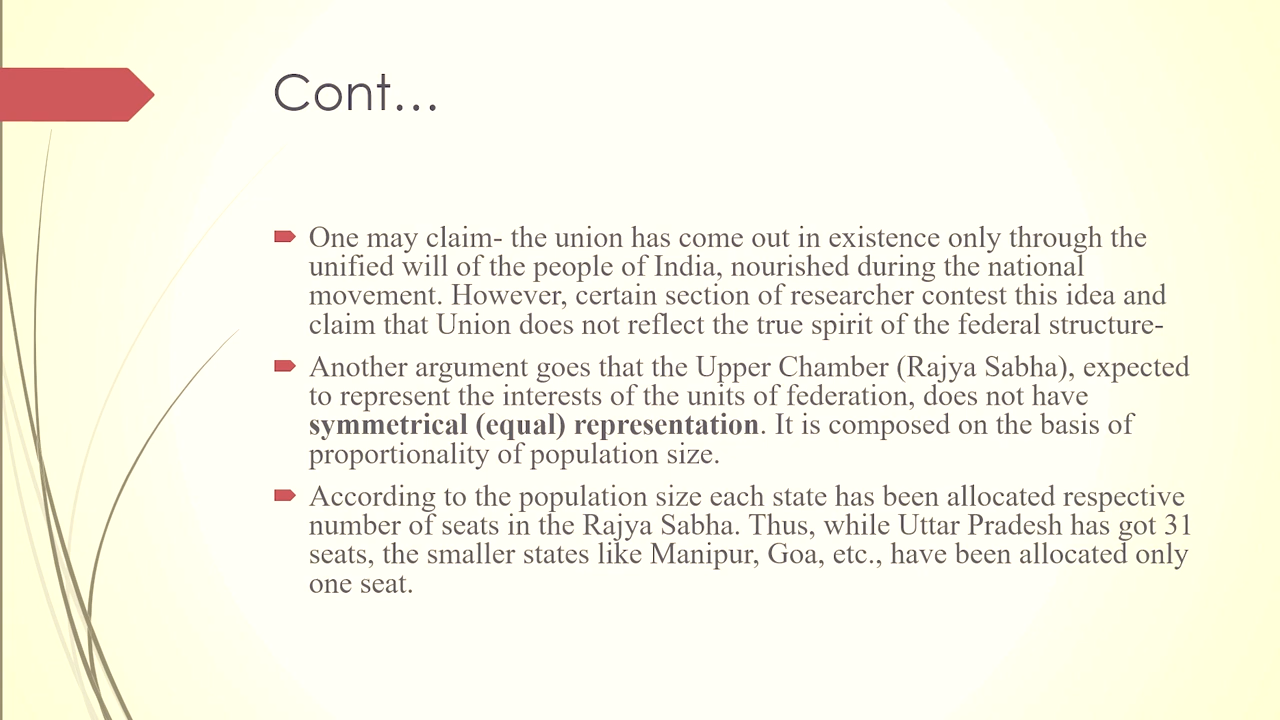 Cont…
One may claim- the union has come out in existence only through the
unified will of the people of India, nourished during the national
movement. However, certain section of researcher contest this idea and
claim that Union does not reflect the true spirit of the federal structure-
Another argument goes that the Upper Chamber (Rajya Sabha), expected
to represent the interests of the units of federation, does not have
symmetrical (equal) representation. It is composed on the basis of
proportionality of population size.
According to the population size each state has been allocated respective
number of seats in the Rajya Sabha. Thus, while Uttar Pradesh has got 31
seats, the smaller states like Manipur, Goa, etc., have been allocated only
one seat.